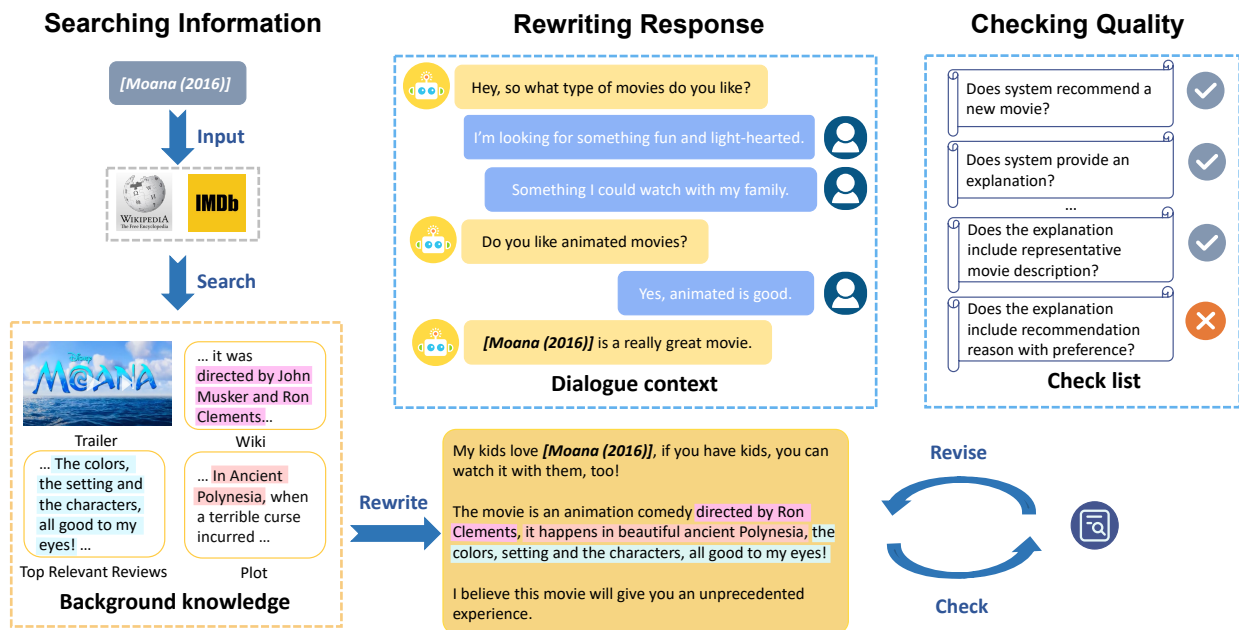 Searching Information
[Moana (2016)]
Input
WIKIPEDIA
The Free Encyclopedia
IMDb
Search
Disney
MOANA
Trailer
... it was
directed by John
Musker and Ron
Clements...
Wiki
... The colors,
the setting and
the characters,
all good to my
eyes! ...
Top Relevant Reviews
... In Ancient
Polynesia, when
a terrible curse
incurred ...
Plot
Background knowledge
Rewriting Response
Hey, so what type of movies do you like?
I'm looking for something fun and light-hearted.
Something I could watch with my family.
Do you like animated movies?
Yes, animated is good.
[Moana (2016)] is a really great movie.
Dialogue context
Rewrite
My kids love [Moana (2016)], if you have kids, you can
watch it with them, too!
The movie is an animation comedy directed by Ron
Clements, it happens in beautiful ancient Polynesia, the
colors, setting and the characters, all good to my eyes!
I believe this movie will give you an unprecedented
experience.
Checking Quality
Does system recommend a
new movie?
Does system provide an
explanation?
...
Does the explanation
include representative
movie description?
Does the explanation
include recommendation
reason with preference?
Check list
Revise
Check